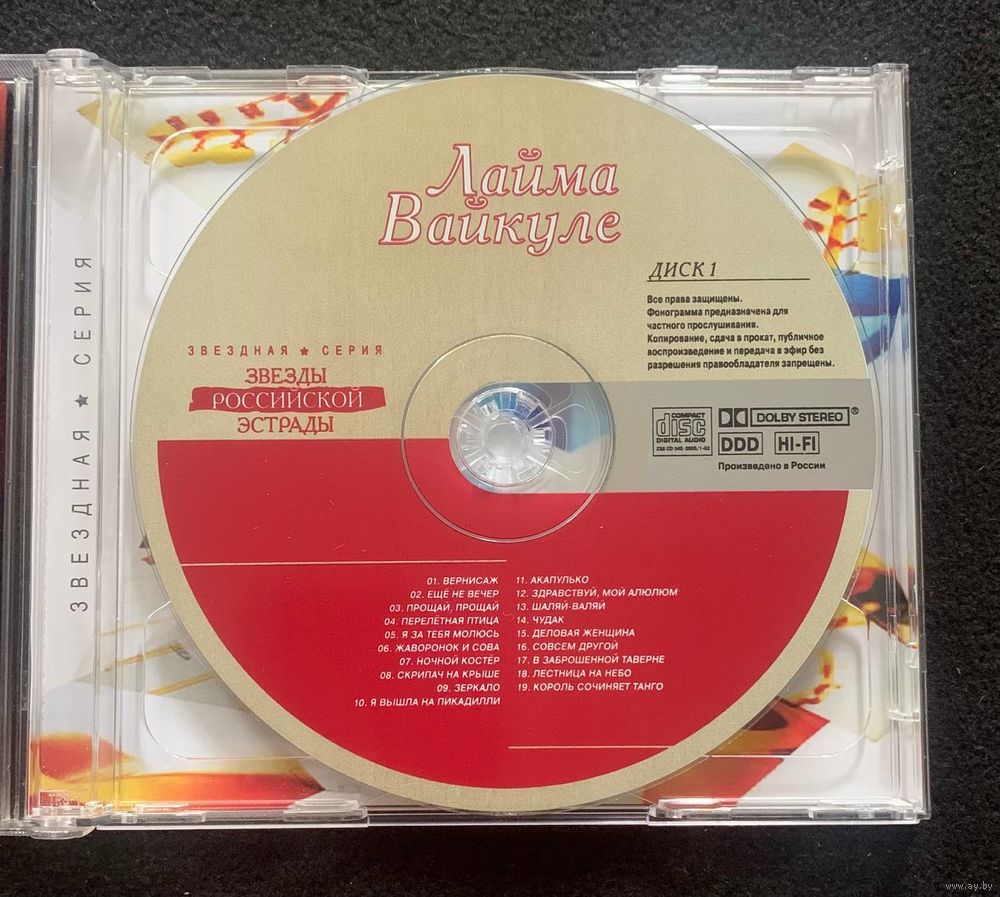 Лайма
Вайкуле
ДИСК 1
Все права защищены.
Фонограмма предназначена для
частного прослушивания.
Копирование, сдача в прокат, публичное
воспроизведение и передача в эфир без
разрешения правообладателя запрещены.
ЗВЕЗДНАЯ ★ СЕРИЯ
ЗВЕЗДЫ
РОССИЙСКОЙ
ЭСТРАДЫ
COMPACT
disc
DIGITAL AUDIO
DOLBY STEREO®
DDD HI-FI
Произведено в России
01. ВЕРНИСАЖ
02. ЕЩЁ НЕ ВЕЧЕР
03. ПРОЩАЙ, ПРОЩАЙ
04. ПЕРЕЛЁТНАЯ ПТИЦА
05. Я ЗА ТЕБЯ МОЛЮСЬ
06. ЖАВОРОНОК И СОВА
07. НОЧНОЙ КОСТЁР
08. СКРИПАЧ НА КРЫШЕ
09. ЗЕРКАЛО
10. Я ВЫШЛА НА ПИКАДИЛЛИ
11. АКАПУЛЬКО
12. ЗДРАВСТВУЙ, МОЙ АЛЮЛЮМ
13. ШАЛЯЙ-ВАЛЯЙ
14. ЧУДАК
15. ДЕЛОВАЯ ЖЕНЩИНА
16. СОВСЕМ ДРУГОЙ
17. В ЗАБРОШЕННОЙ ТАВЕРНЕ
18. ЛЕСТНИЦА НА НЕБО
19. КОРОЛЬ СОЧИНЯЕТ ТАНГО
ЗВЕЗДНАЯ ★ СЕРИЯ
www.ay.by